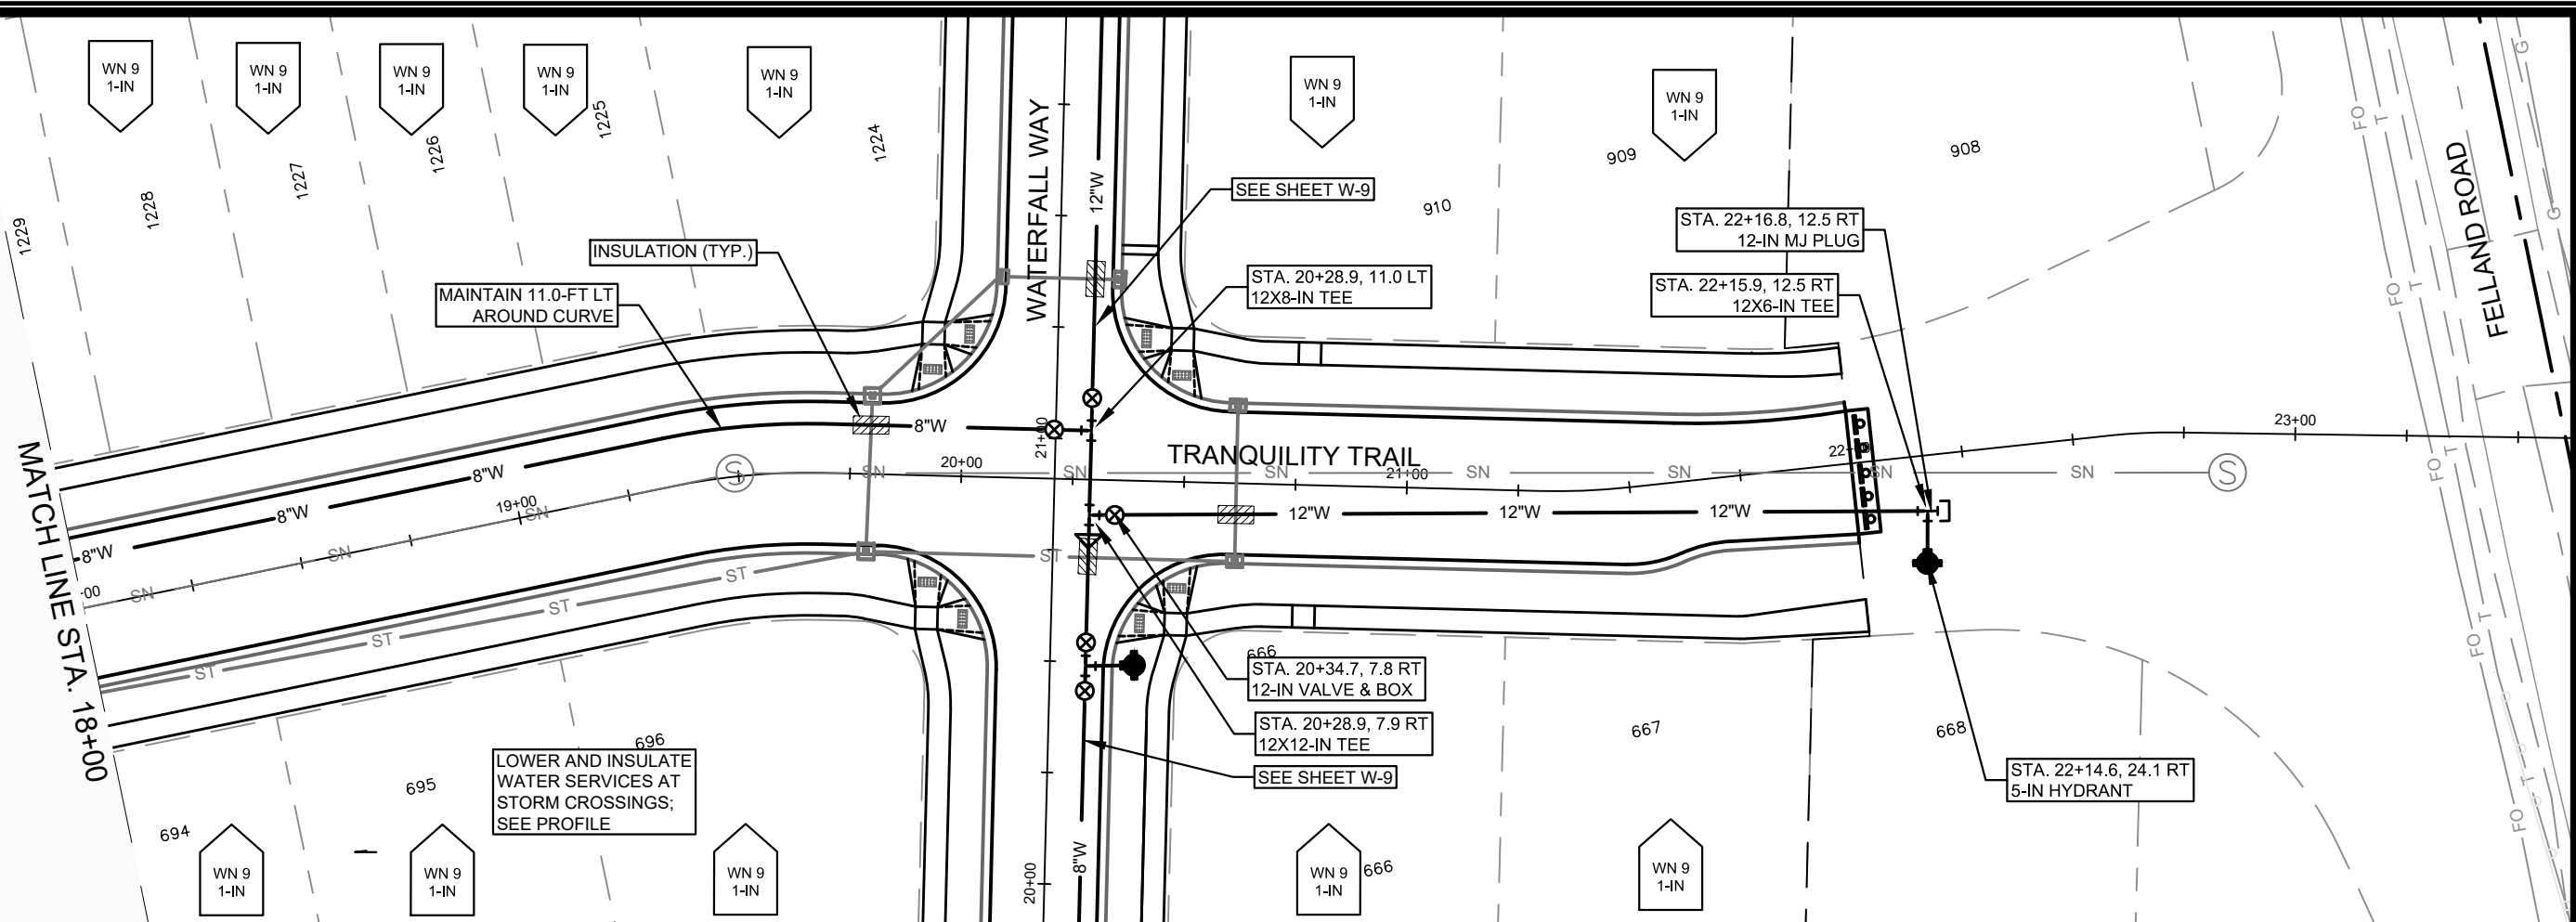 WN 9
1-IN
WN 9
1-IN
WN 9
1-IN
WN 9
1-IN
WN 9
1-IN
WN 9
1-IN
WN 9
1-IN
1229
1228
1227
1226
1225
1224
910
909
908
WATERFALL WAY
12"W
FELLAND ROAD
FO
T
G
FO
T
G
FO
T
FO
T
FO
T
SEE SHEET W-9
INSULATION (TYP.)
MAINTAIN 11.0-FT LT
AROUND CURVE
STA. 20+28.9, 11.0 LT
12X8-IN TEE
STA. 22+16.8, 12.5 RT
12-IN MJ PLUG
STA. 22+15.9, 12.5 RT
12X6-IN TEE
MATCH LINE STA. 18+00
8"W
8"W
8"W
8"W
TRANQUILITY TRAIL
00
19+00
20+00
21+00
21+00
22+
23+00
SN
SN
SN
SN
SN
SN
SN
SN
SN
SN
SN
S
S
12"W
12"W
12"W
ST
ST
ST
ST
ST
666
STA. 20+34.7, 7.8 RT
12-IN VALVE & BOX
STA. 20+28.9, 7.9 RT
12X12-IN TEE
SEE SHEET W-9
STA. 22+14.6, 24.1 RT
5-IN HYDRANT
LOWER AND INSULATE
WATER SERVICES AT
STORM CROSSINGS;
SEE PROFILE
694
695
696
667
668
666
20+00
8"W
WN 9
1-IN
WN 9
1-IN
WN 9
1-IN
WN 9
1-IN
WN 9
1-IN